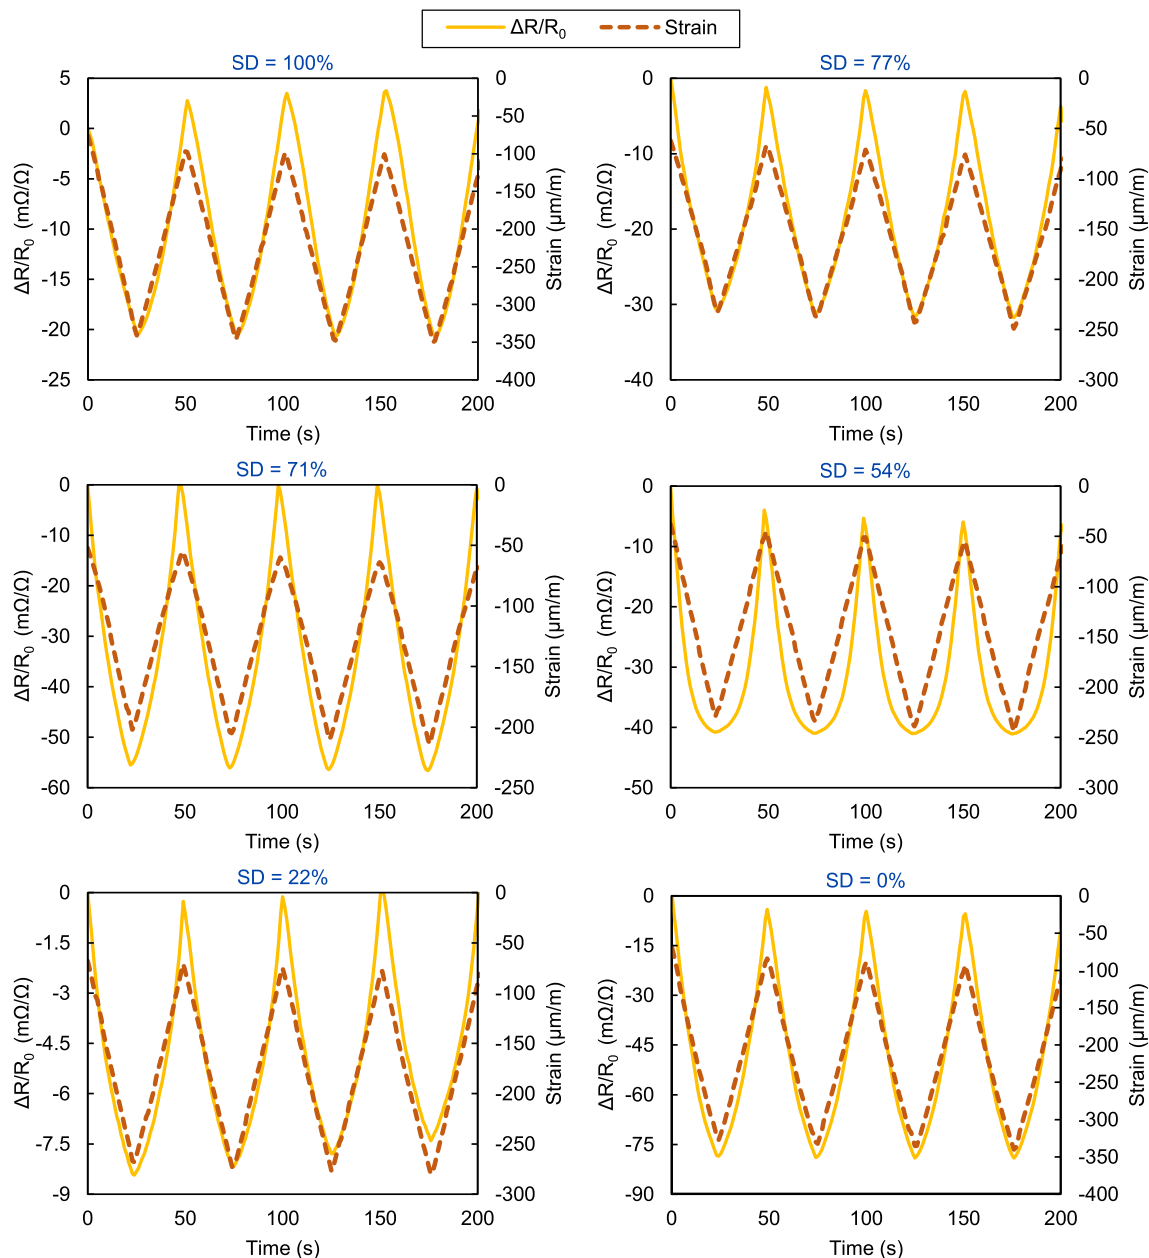 ΔR/R₀ Strain
SD = 100%
5
0
-5
-10
-15
-20
-25
0
-50
-100
-150
-200
-250
-300
-350
-400
ΔR/R₀ (mΩ/Ω)
Strain (µm/m)
0 50 100 150 200
Time (s)
SD = 77%
0
-10
-20
-30
-40
0
-50
-100
-150
-200
-250
-300
ΔR/R₀ (mΩ/Ω)
Strain (µm/m)
0 50 100 150 200
Time (s)
SD = 71%
0
-10
-20
-30
-40
-50
-60
0
-50
-100
-150
-200
-250
ΔR/R₀ (mΩ/Ω)
Strain (µm/m)
0 50 100 150 200
Time (s)
SD = 54%
0
-10
-20
-30
-40
-50
0
-50
-100
-150
-200
-250
-300
ΔR/R₀ (mΩ/Ω)
Strain (µm/m)
0 50 100 150 200
Time (s)
SD = 22%
0
-1.5
-3
-4.5
-6
-7.5
-9
0
-50
-100
-150
-200
-250
-300
ΔR/R₀ (mΩ/Ω)
Strain (µm/m)
0 50 100 150 200
Time (s)
SD = 0%
0
-15
-30
-45
-60
-75
-90
0
-50
-100
-150
-200
-250
-300
-350
-400
ΔR/R₀ (mΩ/Ω)
Strain (µm/m)
0 50 100 150 200
Time (s)